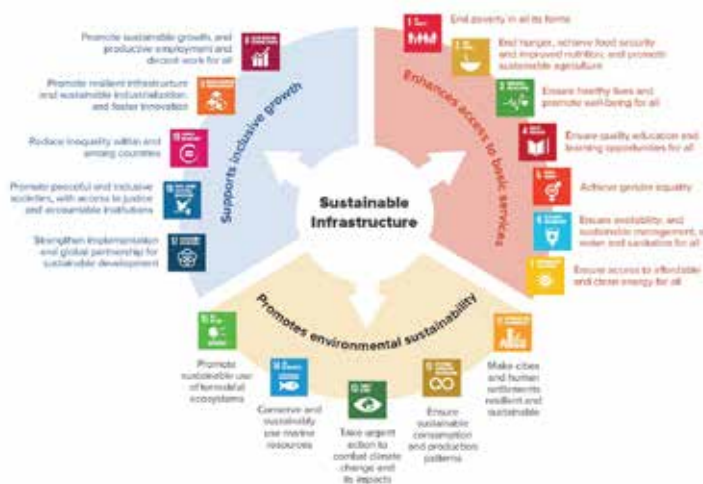 Promote sustainable growth, and
productive employment and
decent work for all
Promote resilient infrastructure
and sustainable industrialization,
and foster innovation
Reduce inequality within and
among countries
Promote peaceful and inclusive
societies, with access to justice
and accountable institutions
Strengthen implementation
and global partnership for
sustainable development
Supports inclusive growth
End poverty in all its forms
End hunger, achieve food security
and improved nutrition, and promote
sustainable agriculture
Ensure healthy lives and
promote well-being for all
Ensure quality education and
learning opportunities for all
Achieve gender equality
Ensure availability, and
sustainable management, o
water and sanitation for all
Ensure access to affordable
and clean energy for all
Enhances access to basic services
Sustainable
Infrastructure
Promotes environmental sustainability
Promote
sustainable use
of terrestrial
ecosystems
Conserve and
sustainably
use marine
resources
Take urgent
action to
combat climate
change and
its impacts
Ensure
sustainable
consumption
and production
patterns
Make cities
and human
settlements
resilient and
sustainable